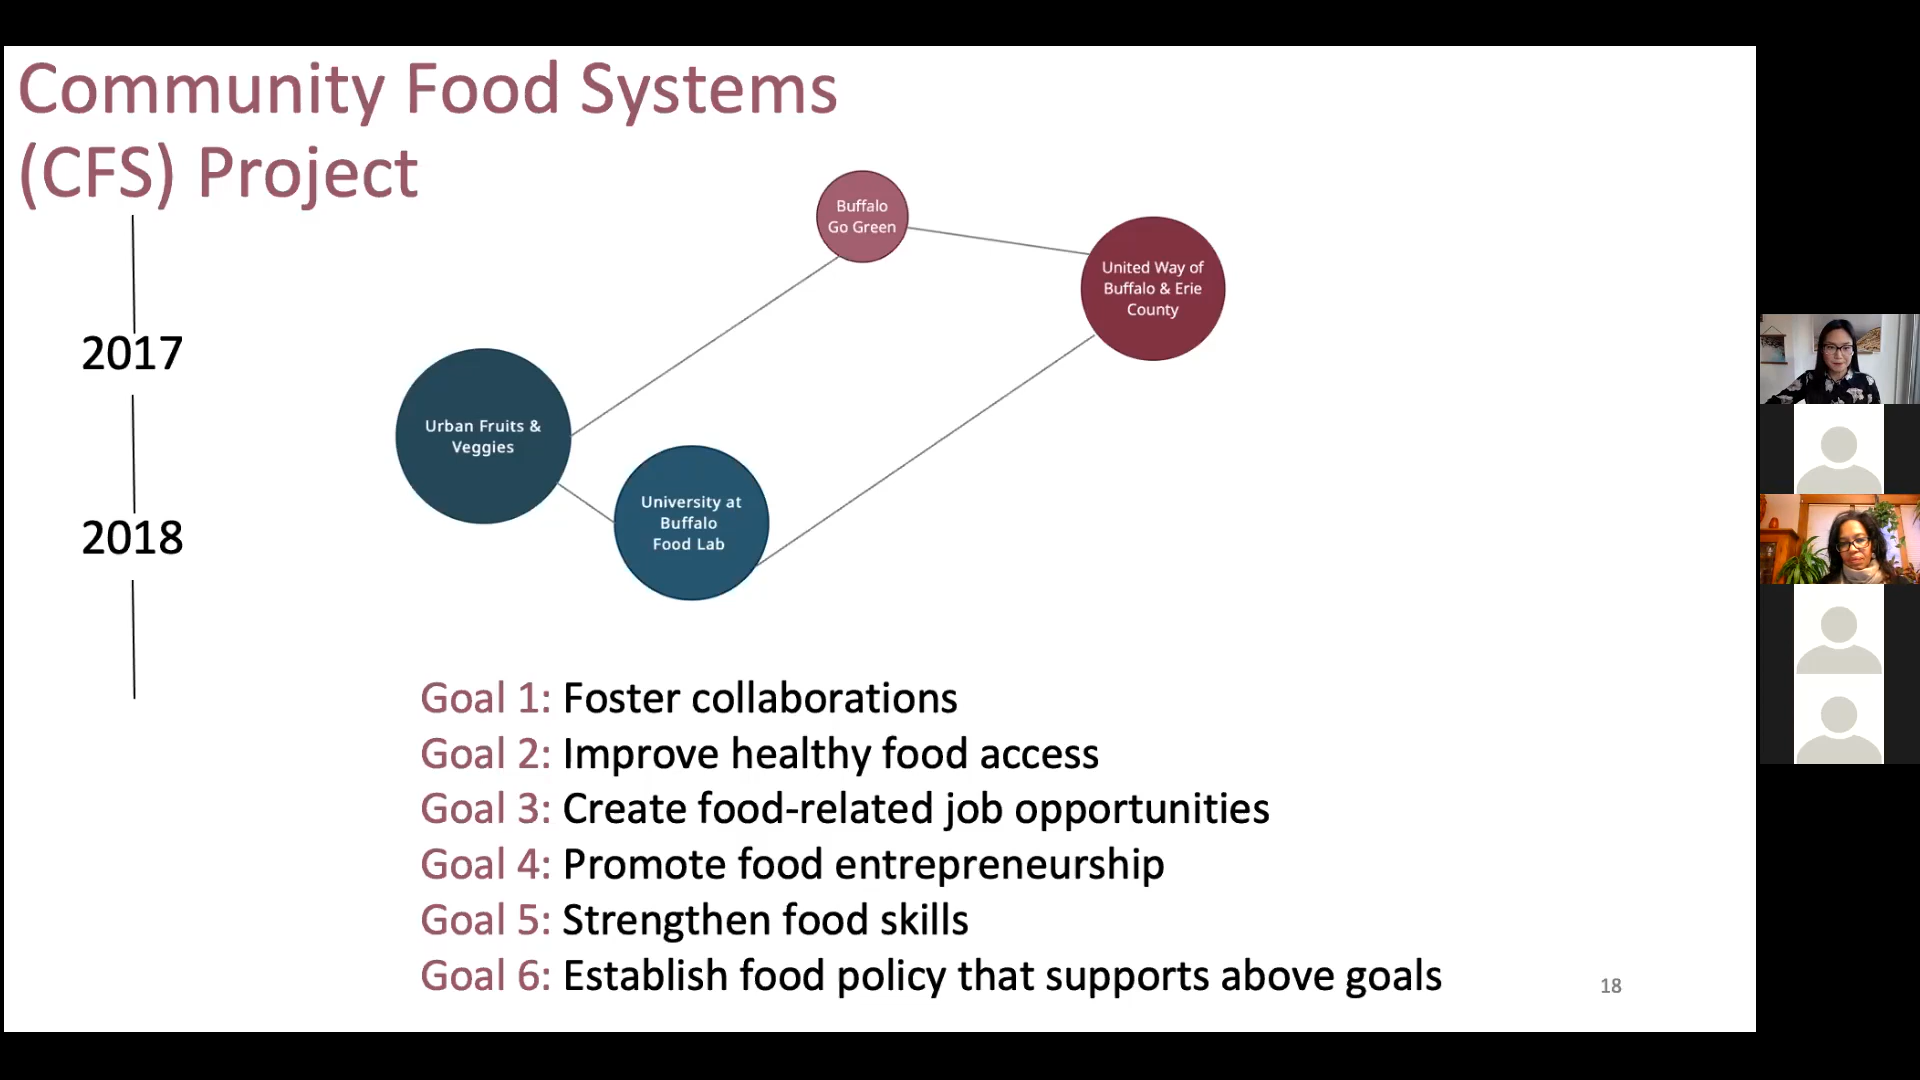 Community Food Systems
(CFS) Project
2017
2018
Buffalo
Go Green
United Way of
Buffalo & Erie
County
Urban Fruits &
Veggies
University at
Buffalo
Food Lab
Goal 1: Foster collaborations
Goal 2: Improve healthy food access
Goal 3: Create food-related job opportunities
Goal 4: Promote food entrepreneurship
Goal 5: Strengthen food skills
Goal 6: Establish food policy that supports above goals
18